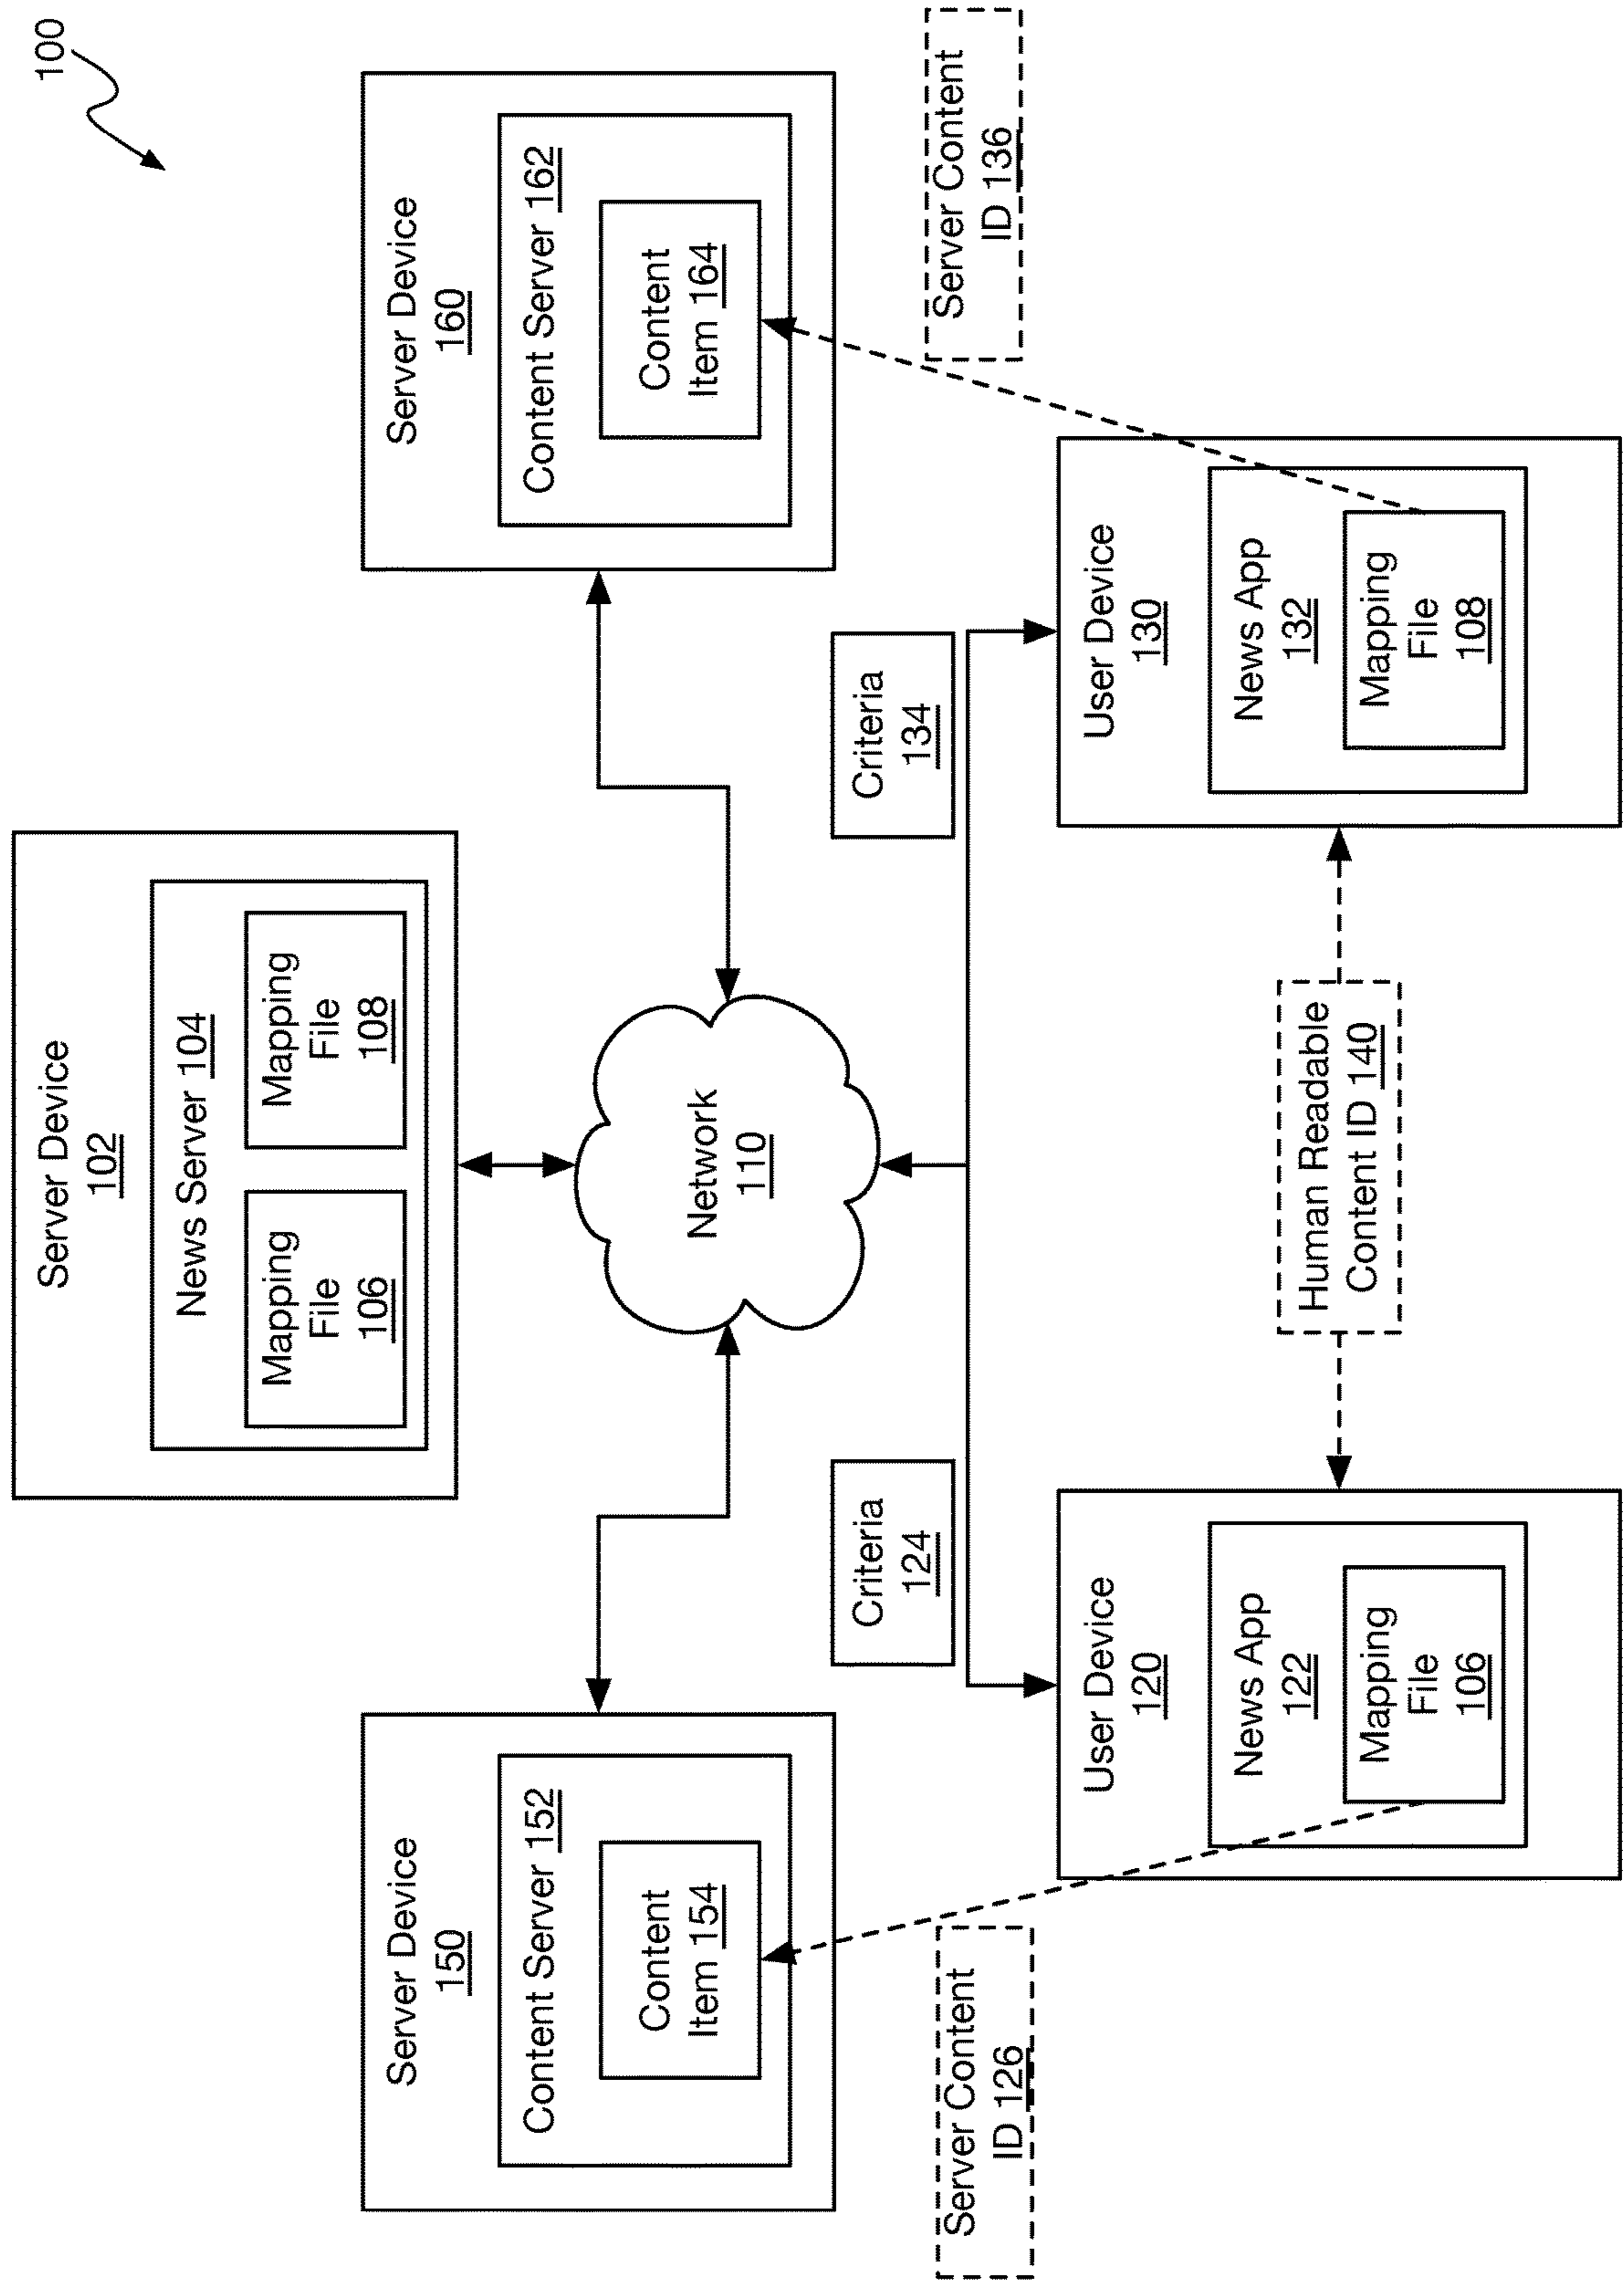 100
Server Device
102
News Server 104
Mapping
File
106
Mapping
File
108
Server Device
150
Content Server 152
Content
Item 154
Network
110
Server Device
160
Content Server 162
Content
Item 164
Server Content
ID 126
Criteria
124
Criteria
134
Server Content
ID 136
User Device
120
News App
122
Mapping
File
106
Human Readable
Content ID 140
User Device
130
News App
132
Mapping
File
108